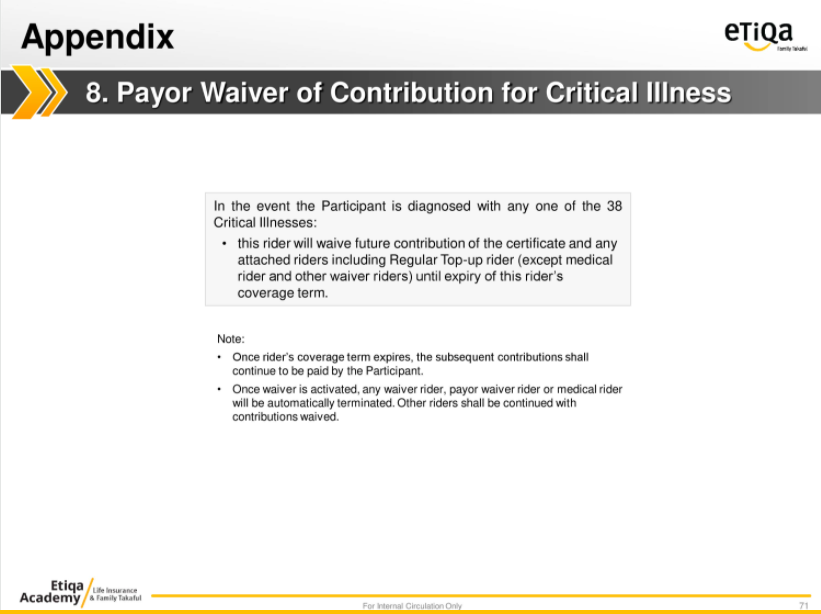 Appendix
eTiQa
Family Takaful
8. Payor Waiver of Contribution for Critical Illness
In the event the Participant is diagnosed with any one of the 38
Critical Illnesses:
• this rider will waive future contribution of the certificate and any
attached riders including Regular Top-up rider (except medical
rider and other waiver riders) until expiry of this rider's
coverage term.
Note:
• Once rider's coverage term expires, the subsequent contributions shall
continue to be paid by the Participant.
• Once waiver is activated, any waiver rider, payor waiver rider or medical rider
will be automatically terminated. Other riders shall be continued with
contributions waived.
Etiqa
Academy
Life Insurance
& Family Takaful
For Internal Circulation Only
71